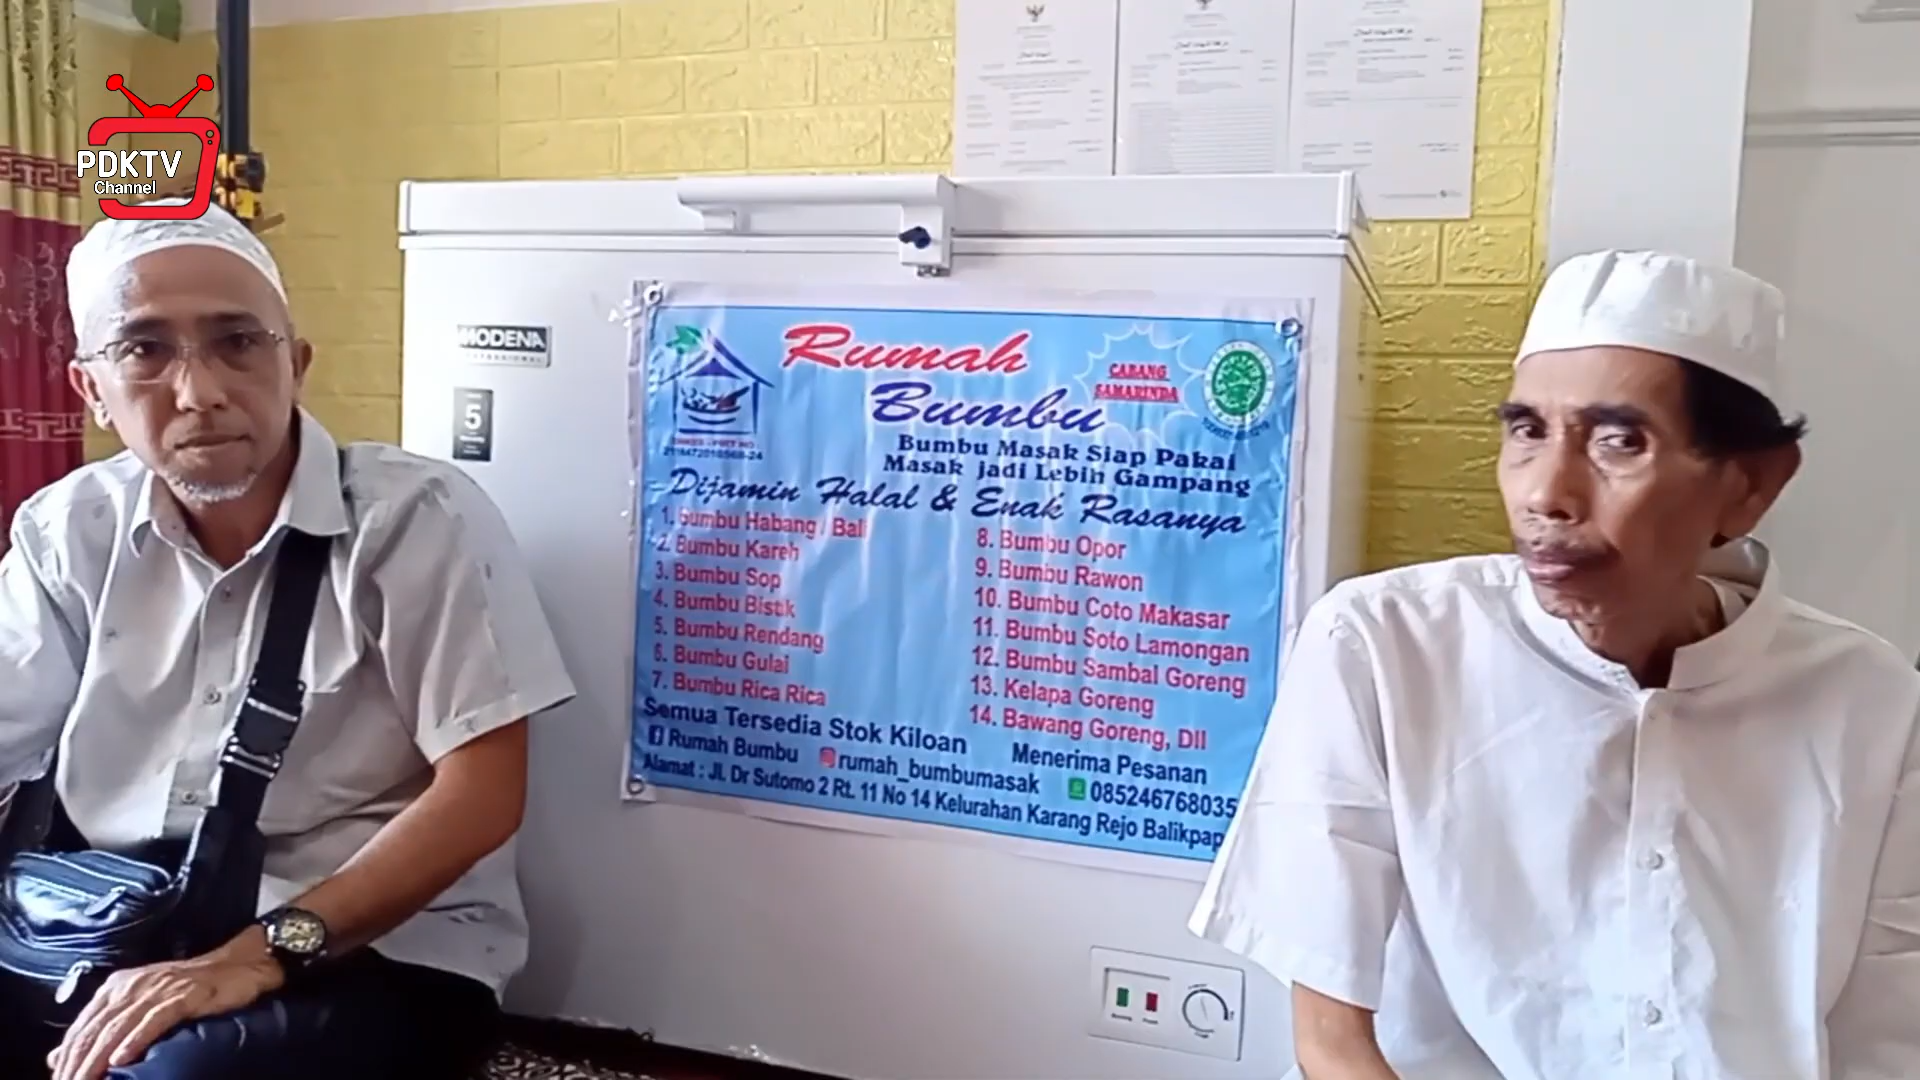 PDKTV
Channel
MODENA
PROFESSIONAL
5
Rumah
Bumbu
CABANG
SAMARINDA
Bumbu Masak Siap Pakai
Masak jadi Lebih Gampang
Dijamin Halal & Enak Rasanya
1. Bumbu Habang / Bali
2. Bumbu Kareh
3. Bumbu Sop
4. Bumbu Bistik
5. Bumbu Rendang
6. Bumbu Gulai
7. Bumbu Rica Rica
8. Bumbu Opor
9. Bumbu Rawon
10. Bumbu Coto Makasar
11. Bumbu Soto Lamongan
12. Bumbu Sambal Goreng
13. Kelapa Goreng
14. Bawang Goreng, Dll
Semua Tersedia Stok Kiloan
Menerima Pesanan
Rumah Bumbu rumah_bumbumasak 085246768035
Alamat : Jl. Dr Sutomo 2 Rt. 11 No 14 Kelurahan Karang Rejo Balikpap